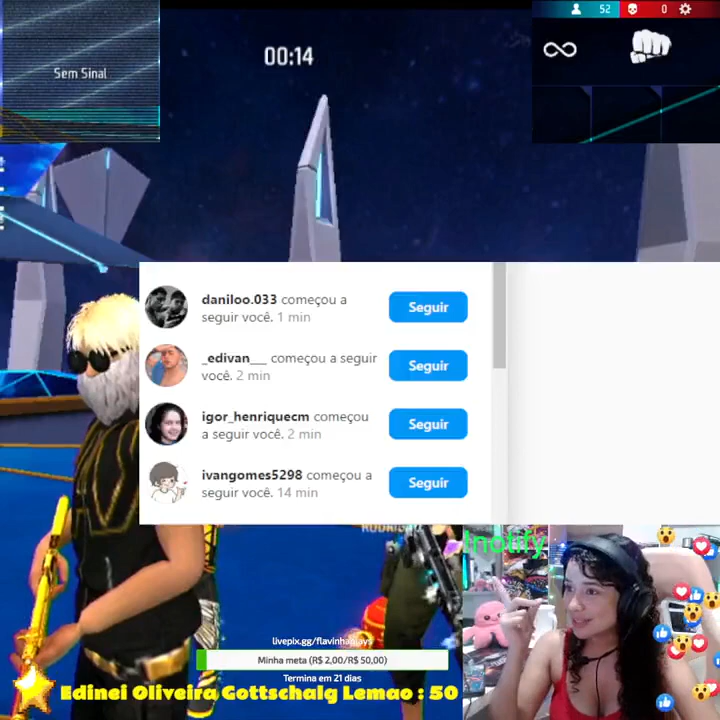 52
0
Sem Sinal
00:14
daniloo.033 começou a
seguir você. 1 min
Seguir
_edivan___ começou a seguir
você. 2 min
Seguir
igor_henriquecm começou
a seguir você. 2 min
Seguir
ivangomes5298 começou a
seguir você. 14 min
Seguir
Inotify
livepix.gg/flavinhaplays
Minha meta (R$ 2,00/R$ 50,00)
Termina em 21 dias
Edinei Oliveira Gottschalg Lemao : 50